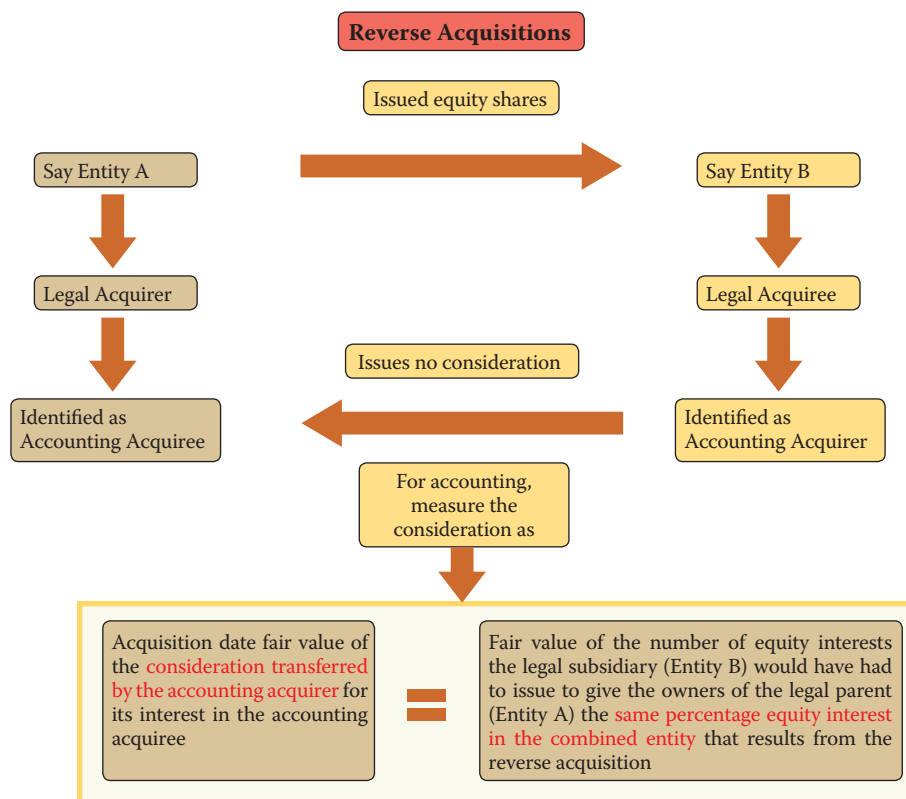 Reverse Acquisitions
Issued equity shares
Say Entity A
Say Entity B
Legal Acquirer
Legal Acquiree
Issues no consideration
Identified as
Accounting Acquiree
Identified as
Accounting Acquirer
For accounting,
measure the
consideration as
Acquisition date fair value of
the consideration transferred
by the accounting acquirer for
its interest in the accounting
acquiree
=
Fair value of the number of equity interests
the legal subsidiary (Entity B) would have had
to issue to give the owners of the legal parent
(Entity A) the same percentage equity interest
in the combined entity that results from the
reverse acquisition